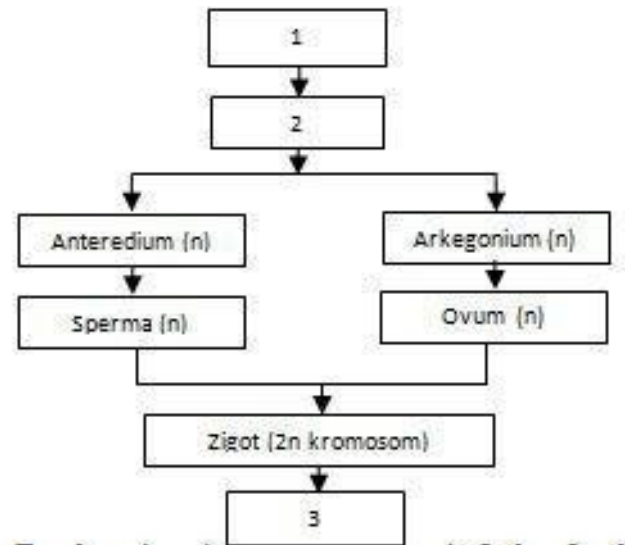 1
2
Anteredium (n)
Arkegonium (n)
Sperma (n)
Ovum (n)
Zigot (2n kromosom)
3